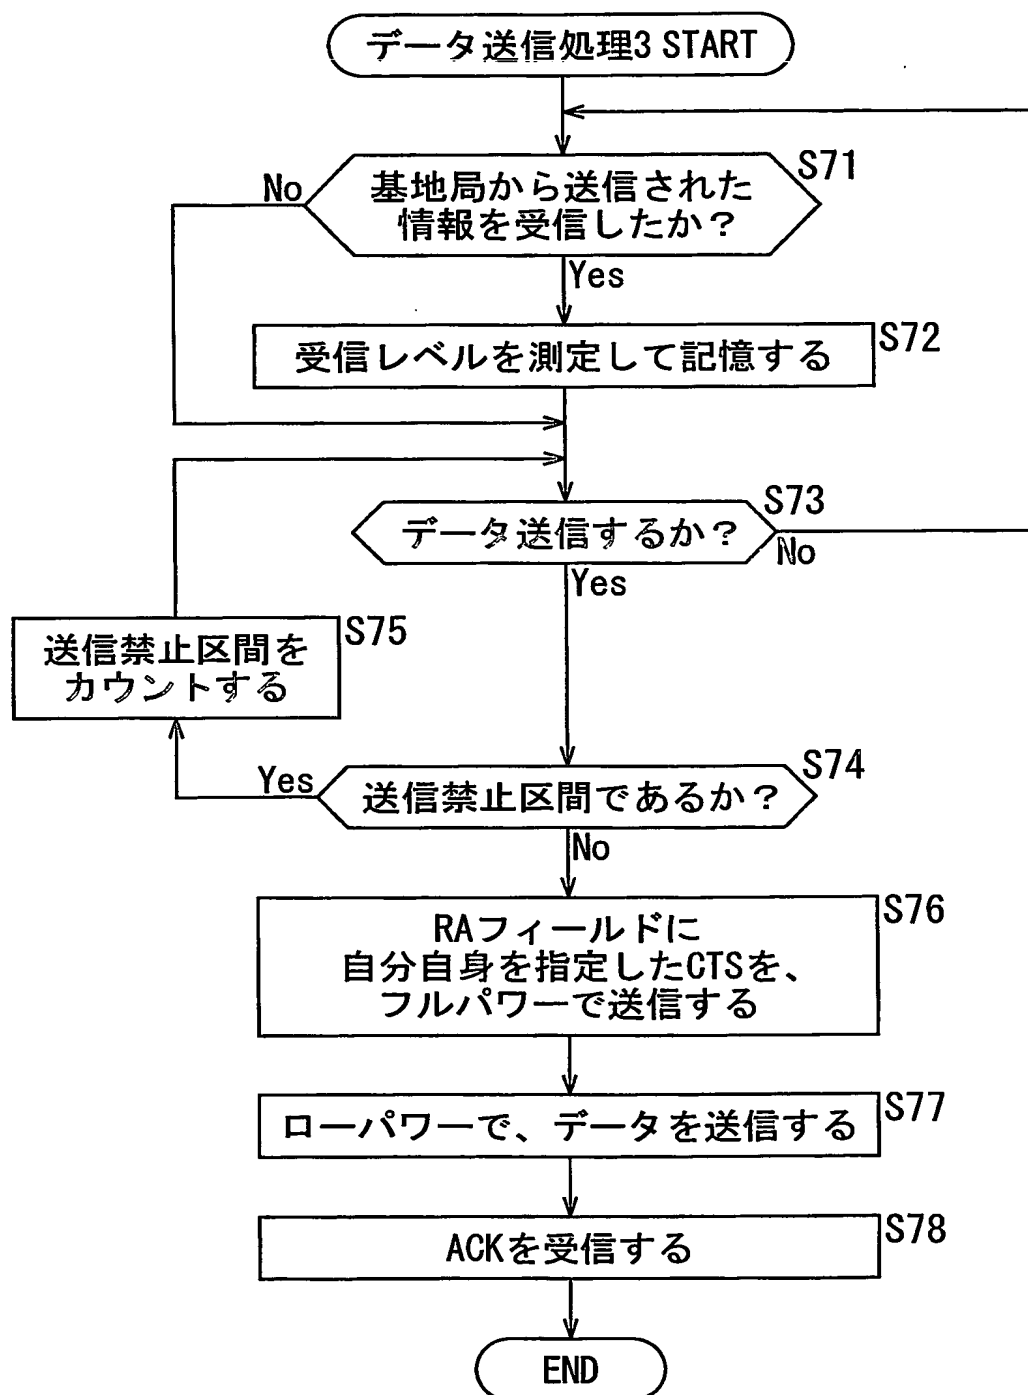 データ送信処理3 START
S71
No
基地局から送信された
情報を受信したか？
Yes
S72
受信レベルを測定して記憶する
S73
データ送信するか？
No
Yes
S75
送信禁止区間を
カウントする
S74
Yes
送信禁止区間であるか？
No
S76
RAフィールドに
自分自身を指定したCTSを、
フルパワーで送信する
S77
ローパワーで、データを送信する
S78
ACKを受信する
END